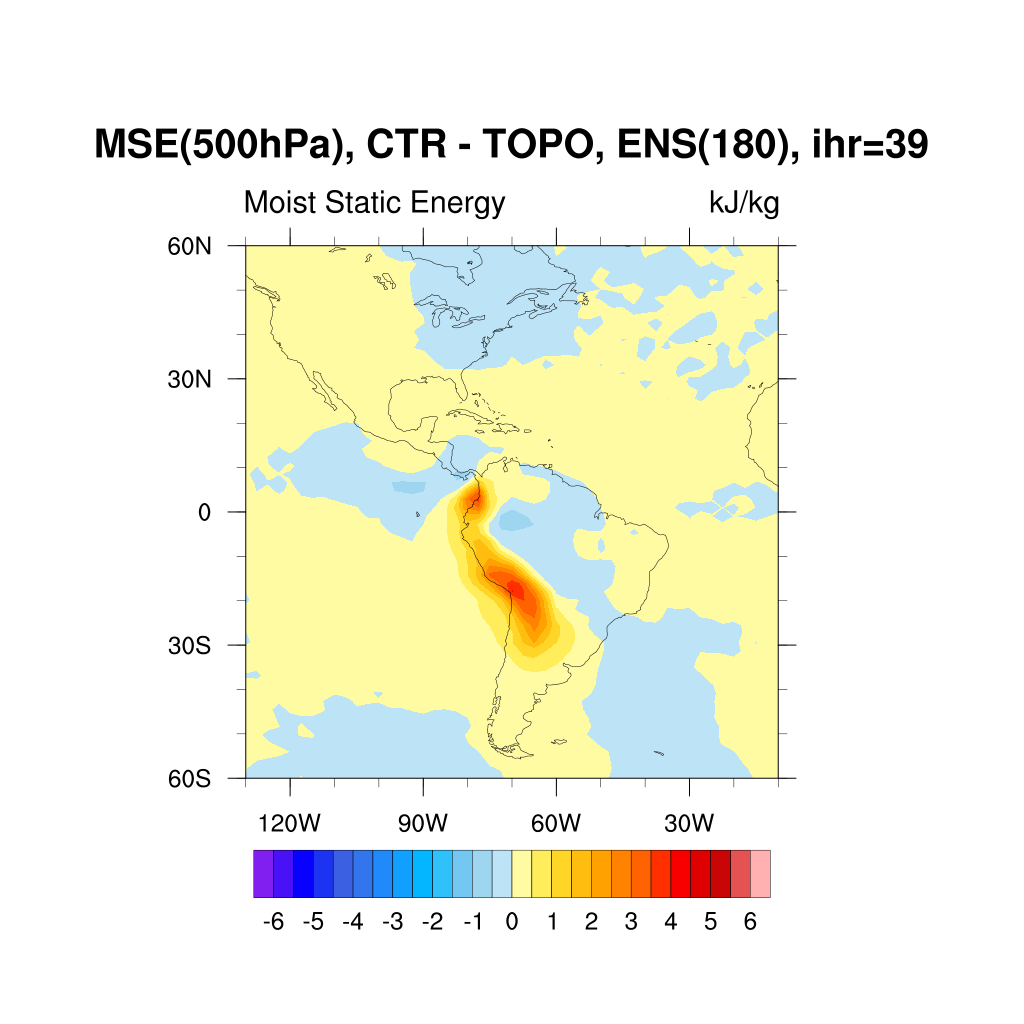 MSE(500hPa), CTR - TOPO, ENS(180), ihr=39
Moist Static Energy kJ/kg
60N
30N
0
30S
60S
120W 90W 60W 30W
-6 -5 -4 -3 -2 -1 0 1 2 3 4 5 6